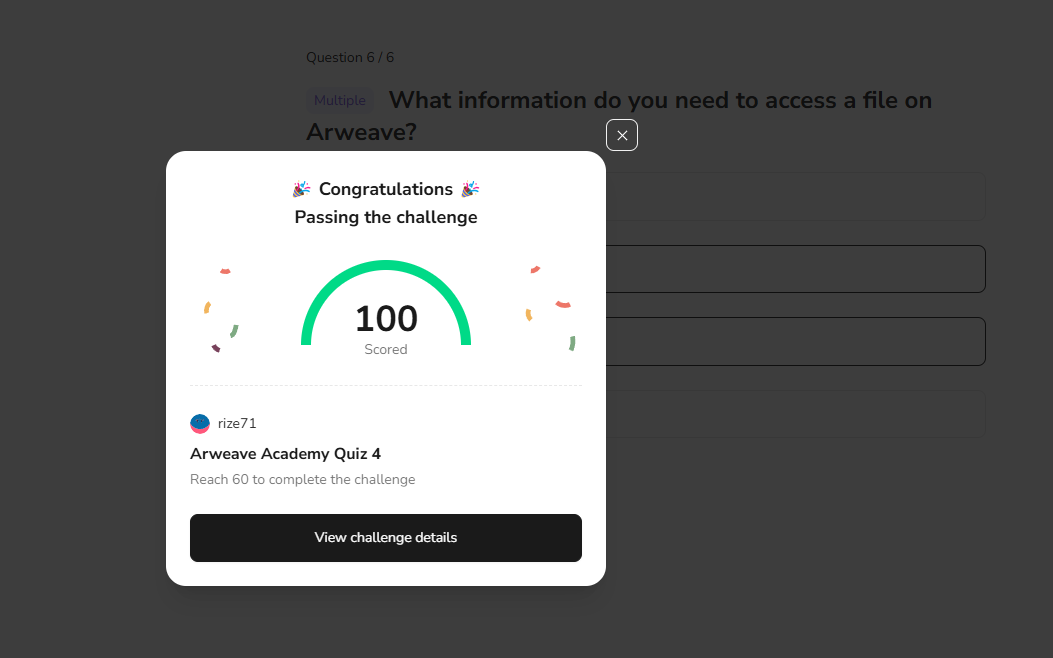 Question 6 / 6
Multiple What information do you need to access a file on
Arweave?
Congratulations
Passing the challenge
100
Scored
rize71
Arweave Academy Quiz 4
Reach 60 to complete the challenge
View challenge details